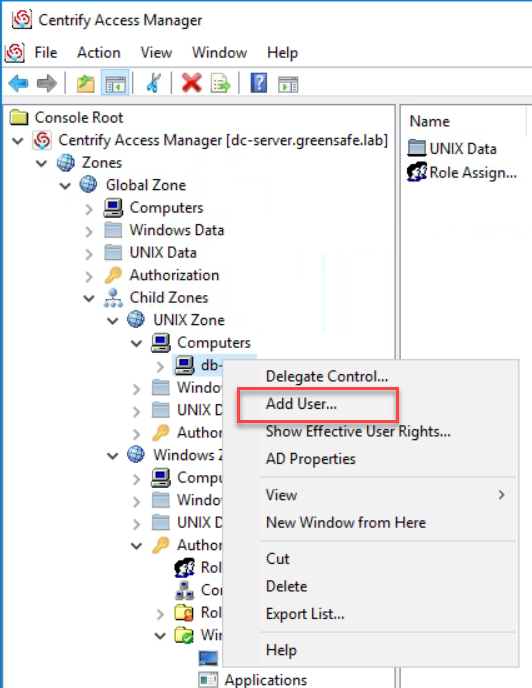 Centrify Access Manager
File Action View Window Help
Console Root
Centrify Access Manager [dc-server.greensafe.lab]
Zones
Global Zone
Computers
Windows Data
UNIX Data
Authorization
Child Zones
UNIX Zone
Computers
db-
Windo
UNIX D
Author
Windows Z
Compu
Windo
UNIX D
Author
Rol
Co
Rol
Win
Applications
Name
UNIX Data
Role Assign...
Delegate Control...
Add User...
Show Effective User Rights...
AD Properties
View
New Window from Here
Cut
Delete
Export List...
Help